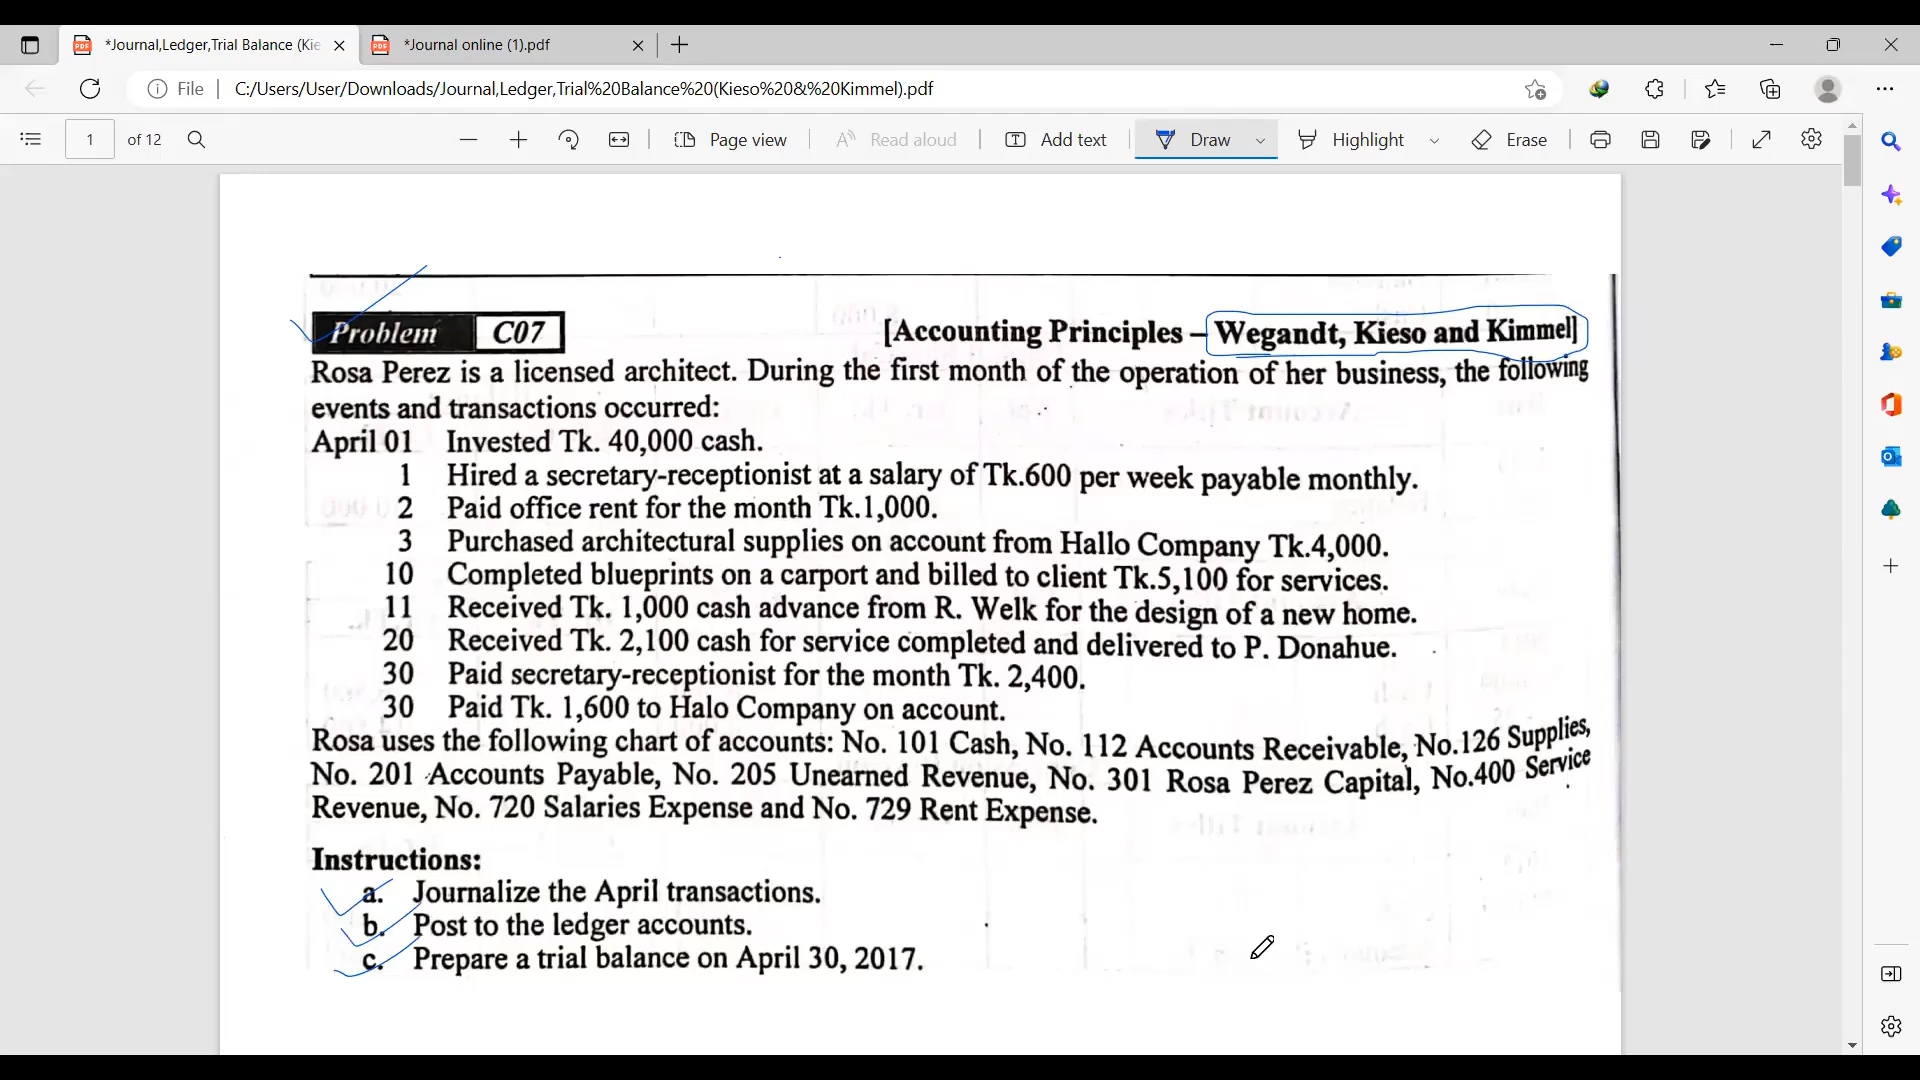 *Journal,Ledger,Trial Balance (Kie
*Journal online (1).pdf
File
C:/Users/User/Downloads/Journal,Ledger,Trial%20Balance%20(Kieso%20&%20Kimmel).pdf
1 of 12
Page view
Read aloud
Add text
Draw
Highlight
Erase
Problem C07 [Accounting Principles – Wegandt, Kieso and Kimmel]
Rosa Perez is a licensed architect. During the first month of the operation of her business, the following
events and transactions occurred:
April 01 Invested Tk. 40,000 cash.
1 Hired a secretary-receptionist at a salary of Tk.600 per week payable monthly.
2 Paid office rent for the month Tk.1,000.
3 Purchased architectural supplies on account from Hallo Company Tk.4,000.
10 Completed blueprints on a carport and billed to client Tk.5,100 for services.
11 Received Tk. 1,000 cash advance from R. Welk for the design of a new home.
20 Received Tk. 2,100 cash for service completed and delivered to P. Donahue.
30 Paid secretary-receptionist for the month Tk. 2,400.
30 Paid Tk. 1,600 to Halo Company on account.
Rosa uses the following chart of accounts: No. 101 Cash, No. 112 Accounts Receivable, No.126 Supplies,
No. 201 Accounts Payable, No. 205 Unearned Revenue, No. 301 Rosa Perez Capital, No.400 Service
Revenue, No. 720 Salaries Expense and No. 729 Rent Expense.
Instructions:
a. Journalize the April transactions.
b. Post to the ledger accounts.
c. Prepare a trial balance on April 30, 2017.